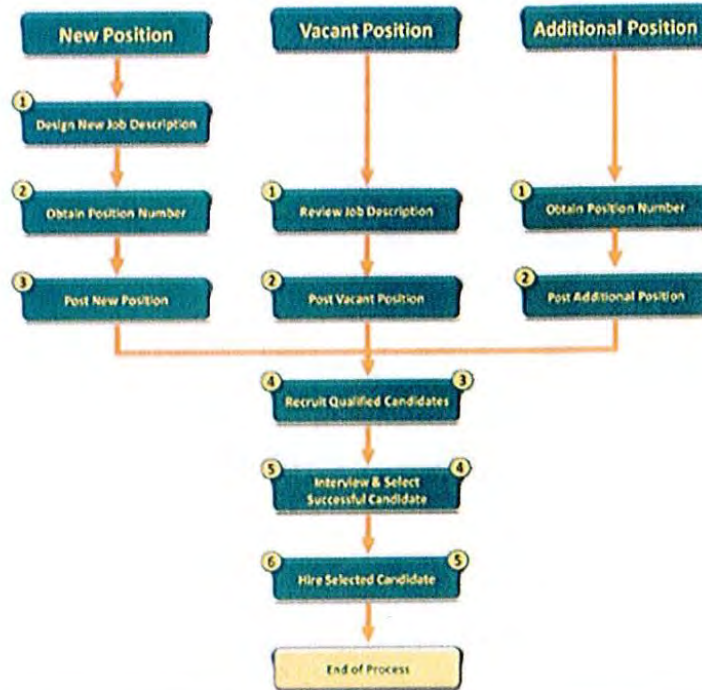 New Position
Vacant Position
Additional Position
1
Design New Job Description
2
Obtain Position Number
1
Review Job Description
1
Obtain Position Number
3
Post New Position
2
Post Vacant Position
2
Post Additional Position
4
Recruit Qualified Candidates
3
5
Interview & Select
Successful Candidate
4
6
Hire Selected Candidate
5
End of Process